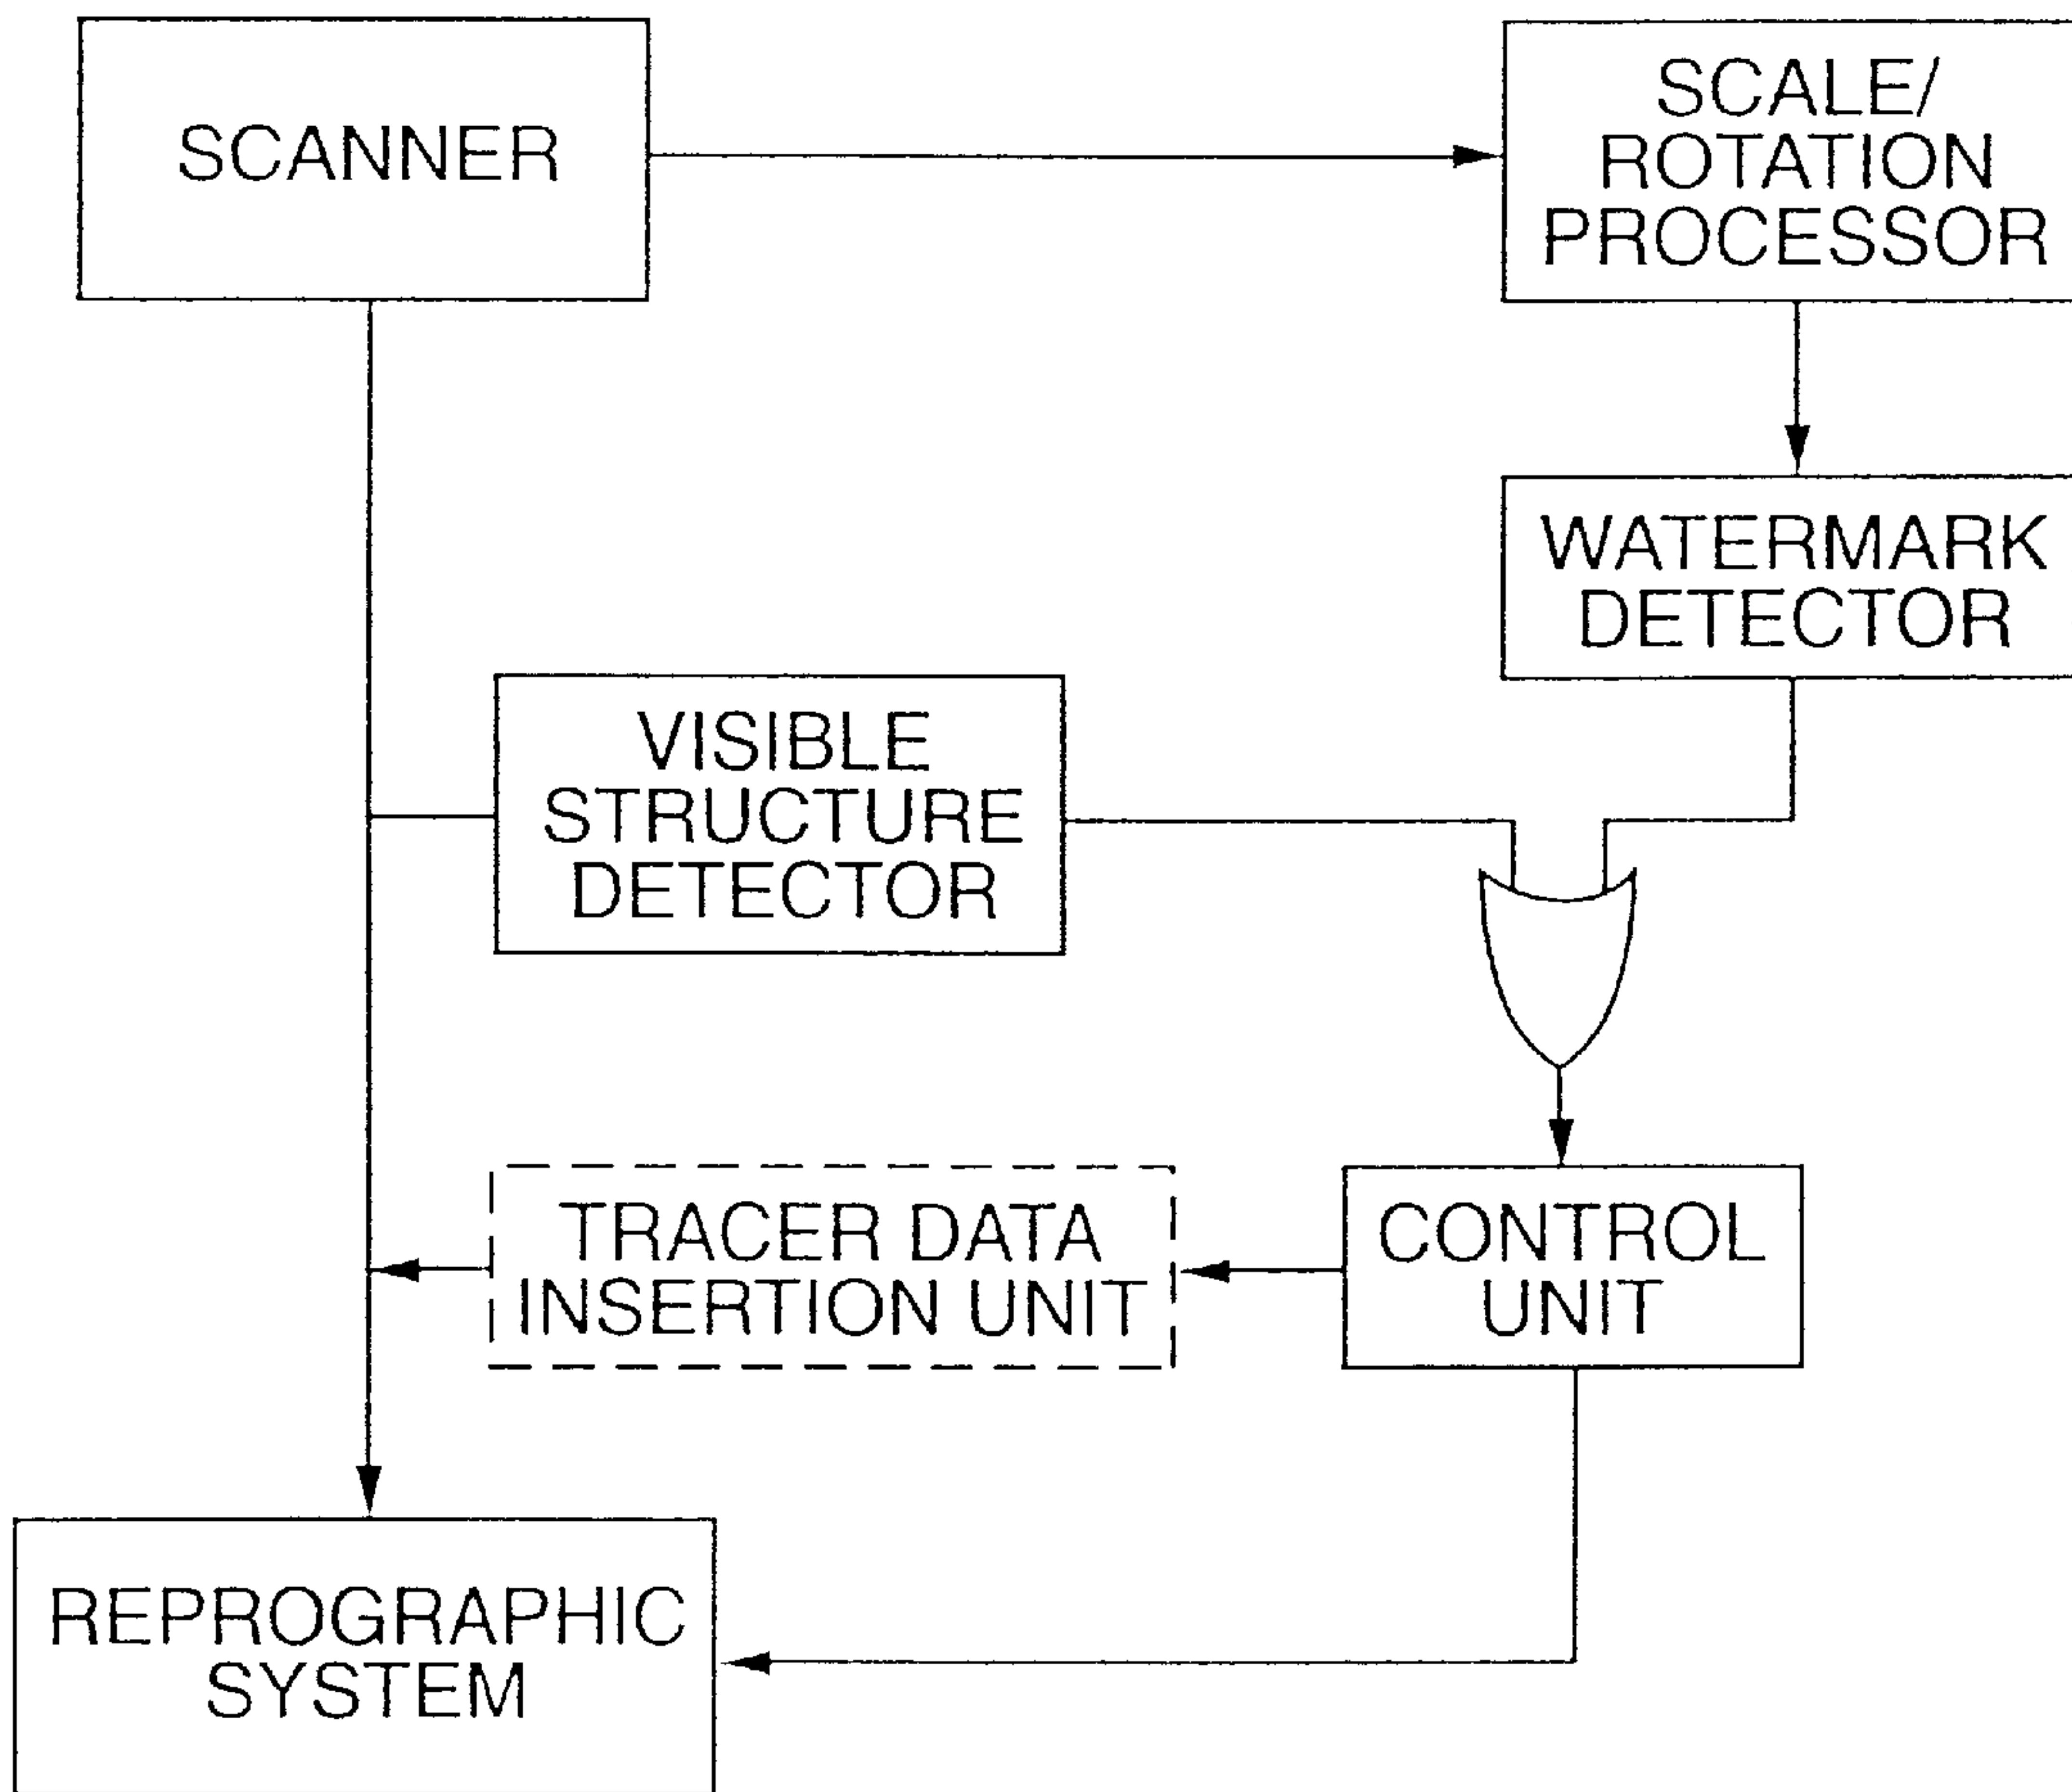 SCANNER
SCALE/
ROTATION
PROCESSOR
WATERMARK
DETECTOR
VISIBLE
STRUCTURE
DETECTOR
TRACER DATA
INSERTION UNIT
CONTROL
UNIT
REPROGRAPHIC
SYSTEM